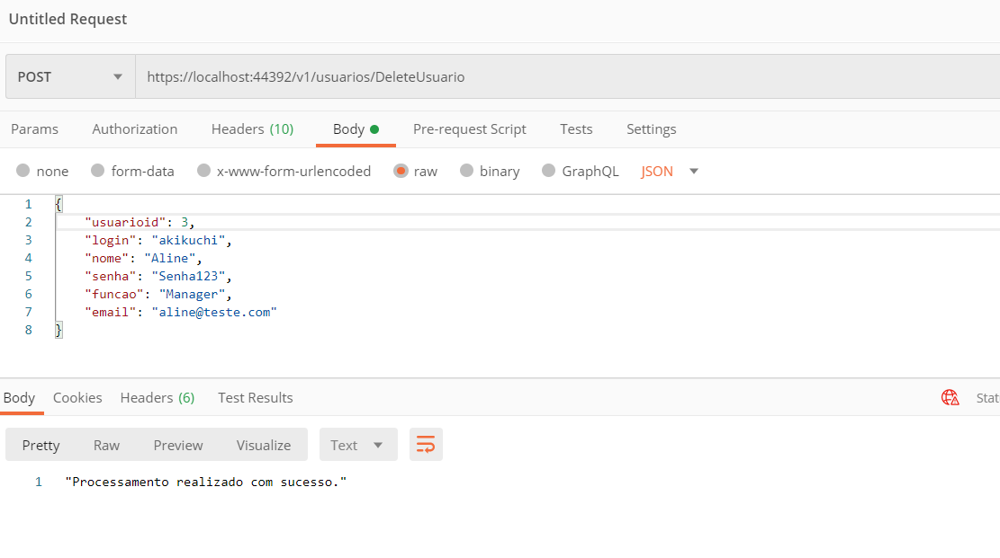 Untitled Request
POST https://localhost:44392/v1/usuarios/DeleteUsuario
Params Authorization Headers (10) Body Pre-request Script Tests Settings
none form-data x-www-form-urlencoded raw binary GraphQL JSON
1 {
2 "usuarioid": 3,
3 "login": "akikuchi",
4 "nome": "Aline",
5 "senha": "Senha123",
6 "funcao": "Manager",
7 "email": "aline@teste.com"
8 }
Body Cookies Headers (6) Test Results Stat
Pretty Raw Preview Visualize Text
1 "Processamento realizado com sucesso."